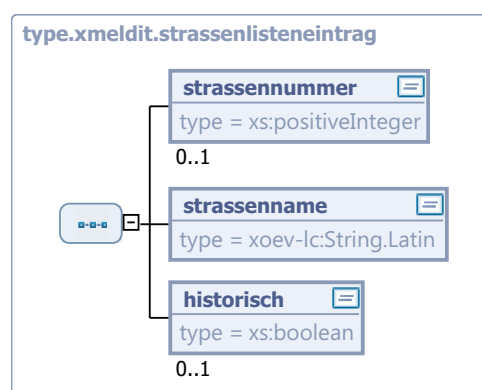 type.xmeldit.strassenlisteneintrag
strassennummer
type = xs:positiveInteger
0..1
strassenname
type = xoev-lc:String.Latin
historisch
type = xs:boolean
0..1